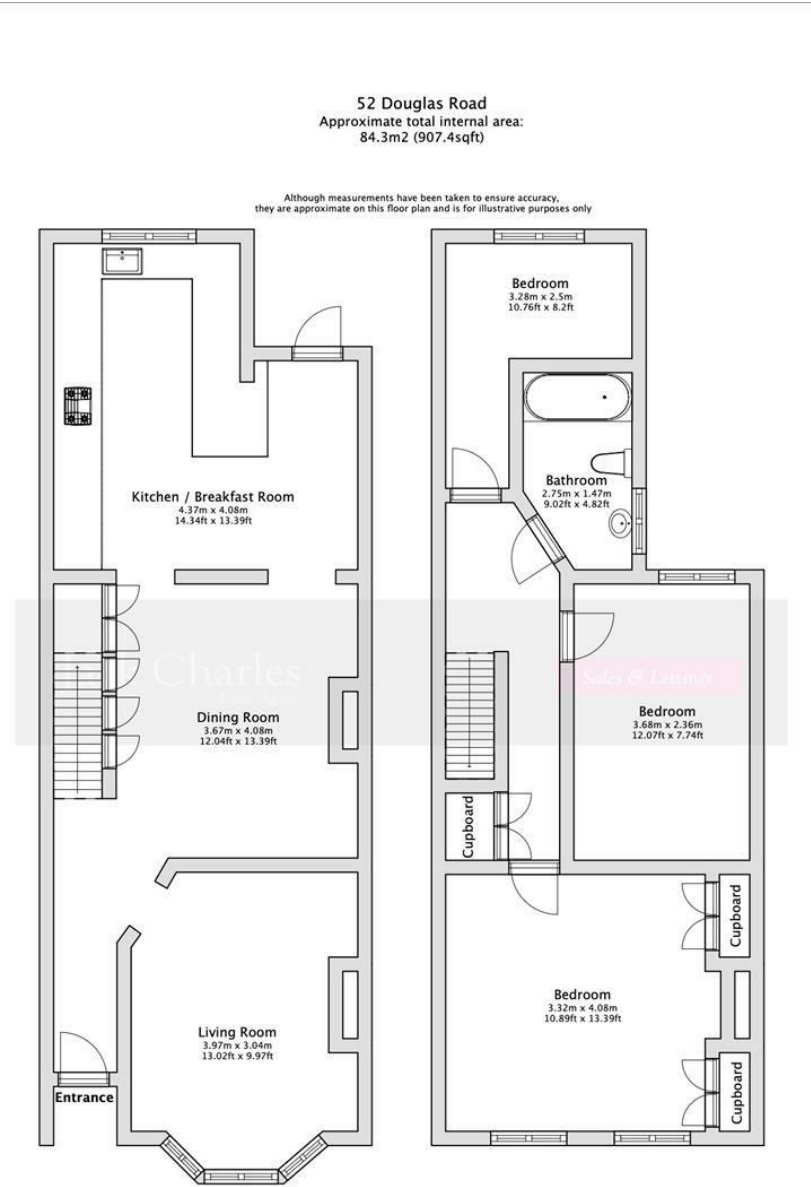 52 Douglas Road
Approximate total internal area:
84.3m2 (907.4sqft)
Although measurements have been taken to ensure accuracy,
they are approximate on this floor plan and is for illustrative purposes only
Kitchen / Breakfast Room
4.37m x 4.08m
14.34ft x 13.39ft
Charles
Dining Room
3.67m x 4.08m
12.04ft x 13.39ft
Living Room
3.97m x 3.04m
13.02ft x 9.97ft
Entrance
Bedroom
3.28m x 2.5m
10.76ft x 8.2ft
Bathroom
2.75m x 1.47m
9.02ft x 4.82ft
Sales & Lettings
Bedroom
3.68m x 2.36m
12.07ft x 7.74ft
Cupboard
Cupboard
Bedroom
3.32m x 4.08m
10.89ft x 13.39ft
Cupboard